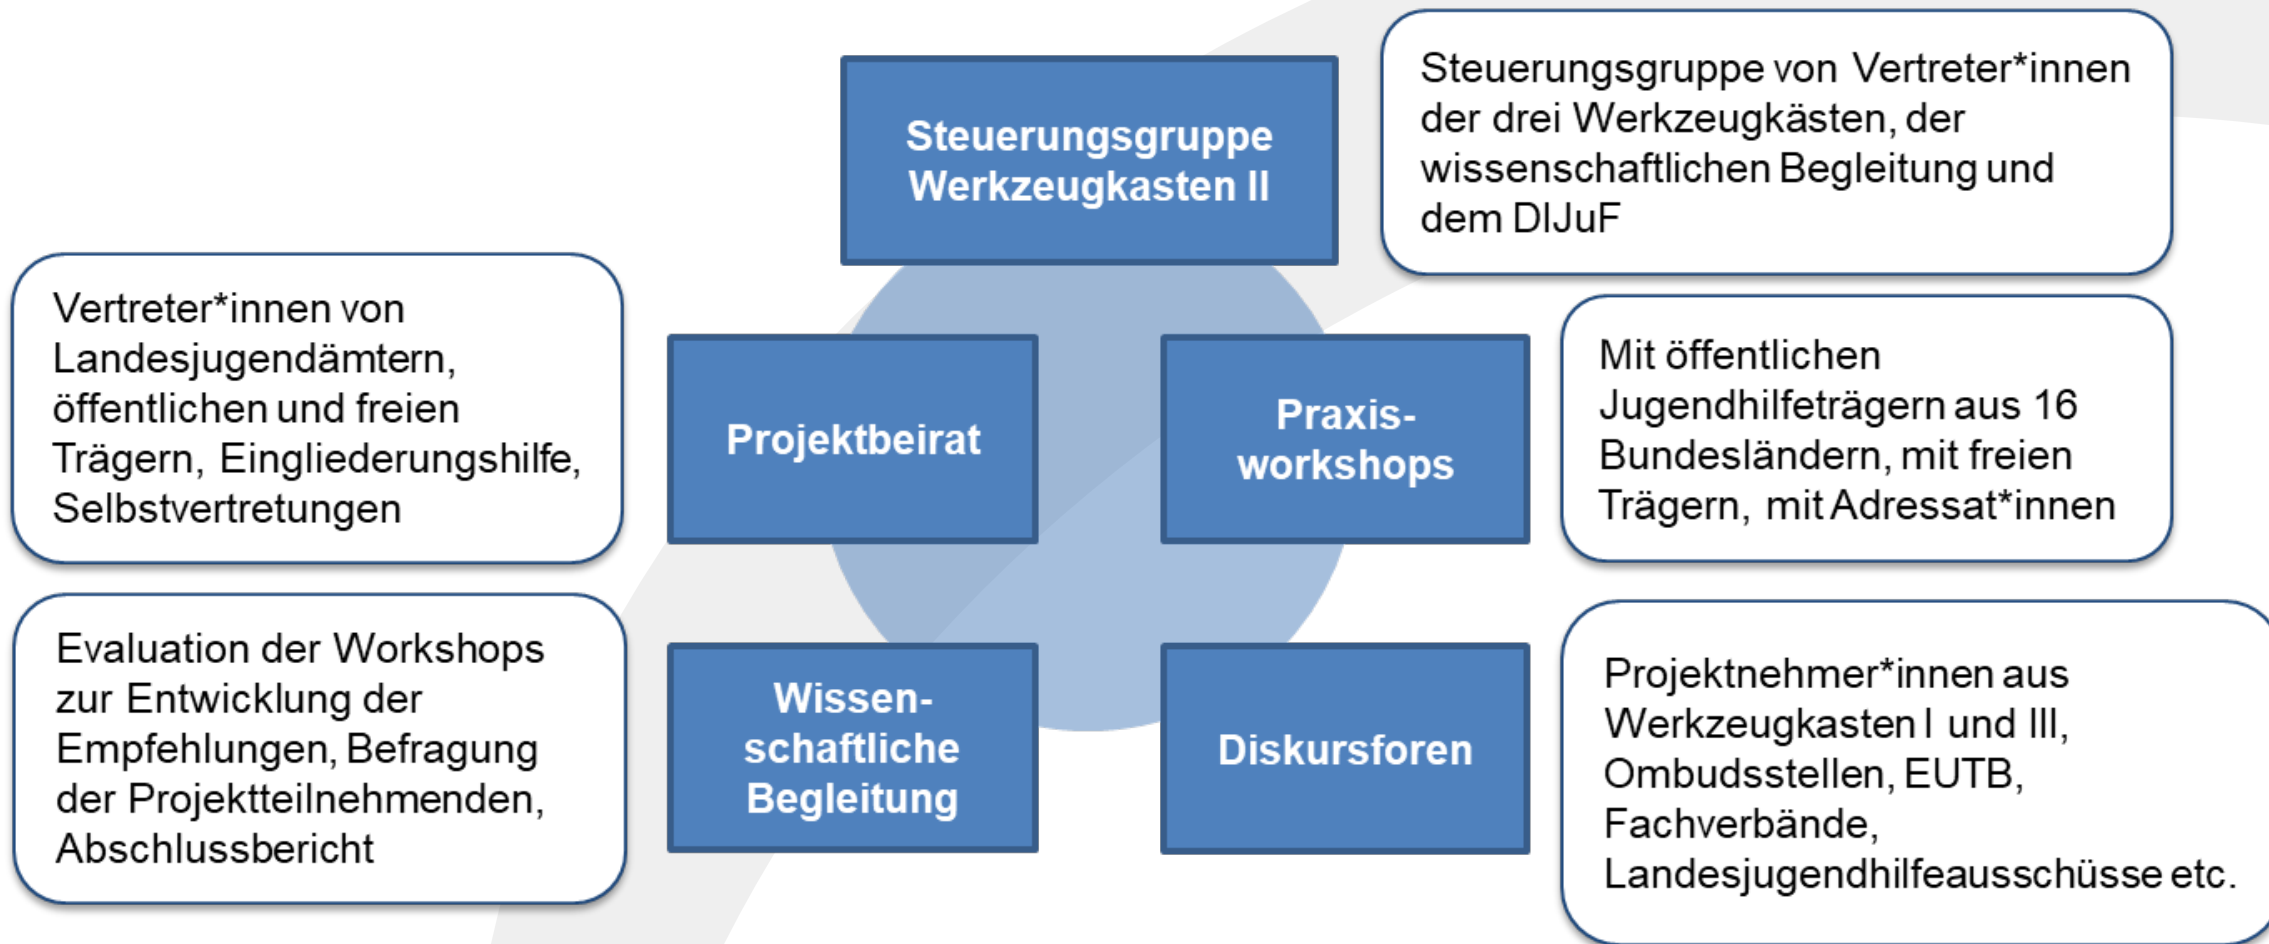 Steuerungsgruppe
Werkzeugkasten II
Steuerungsgruppe von Vertreter*innen
der drei Werkzeugkästen, der
wissenschaftlichen Begleitung und
dem DIJuF
Vertreter*innen von
Landesjugendämtern,
öffentlichen und freien
Trägern, Eingliederungshilfe,
Selbstvertretungen
Projektbeirat
Praxis-
workshops
Mit öffentlichen
Jugendhilfeträgern aus 16
Bundesländern, mit freien
Trägern, mit Adressat*innen
Evaluation der Workshops
zur Entwicklung der
Empfehlungen, Befragung
der Projektteilnehmenden,
Abschlussbericht
Wissen-
schaftliche
Begleitung
Diskursforen
Projektnehmer*innen aus
Werkzeugkasten I und III,
Ombudsstellen, EUTB,
Fachverbände,
Landesjugendhilfeausschüsse etc.